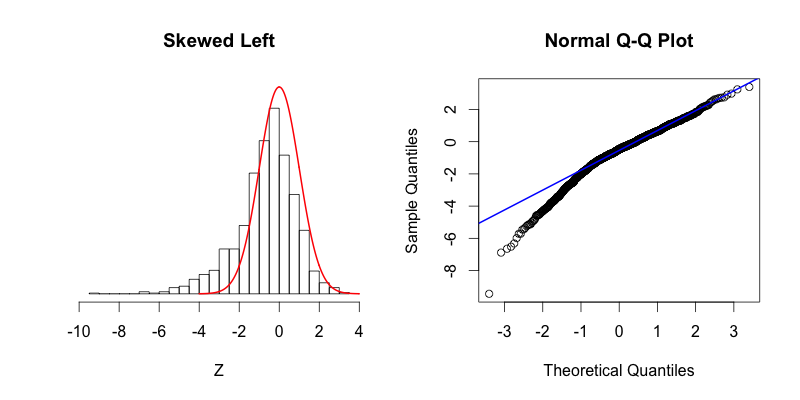 Skewed Left
-10 -8 -6 -4 -2 0 2 4
Z
Normal Q-Q Plot
Sample Quantiles
2
0
-2
-4
-6
-8
-3 -2 -1 0 1 2 3
Theoretical Quantiles